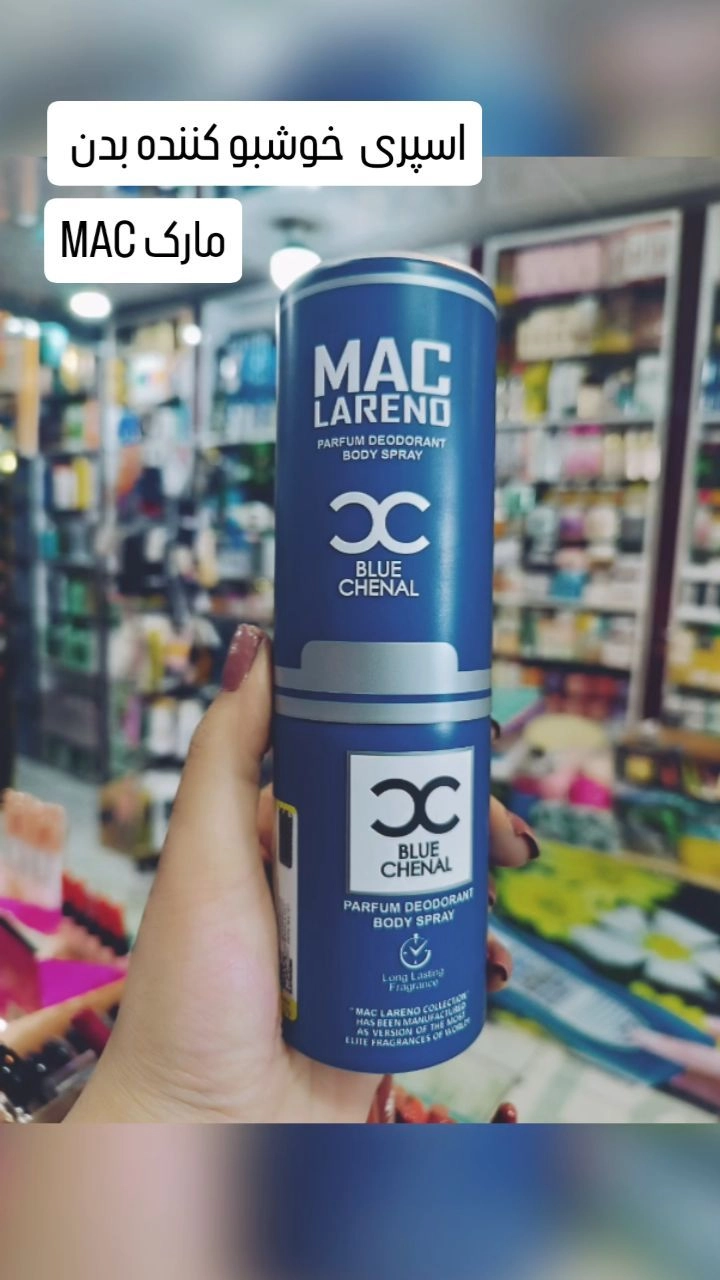 اسپری خوشبو کننده بدن
مارک MAC
MAC
LARENO
PARFUM DEODORANT
BODY SPRAY
BLUE
CHENAL
BLUE
CHENAL
PARFUM DEODORANT
BODY SPRAY
Long Lasting
Fragrance
"MAC LARENO COLLECTION"
HAS BEEN MANUFACTURED
AS VERSION OF THE MOST
ELITE FRAGRANCES OF WORLD